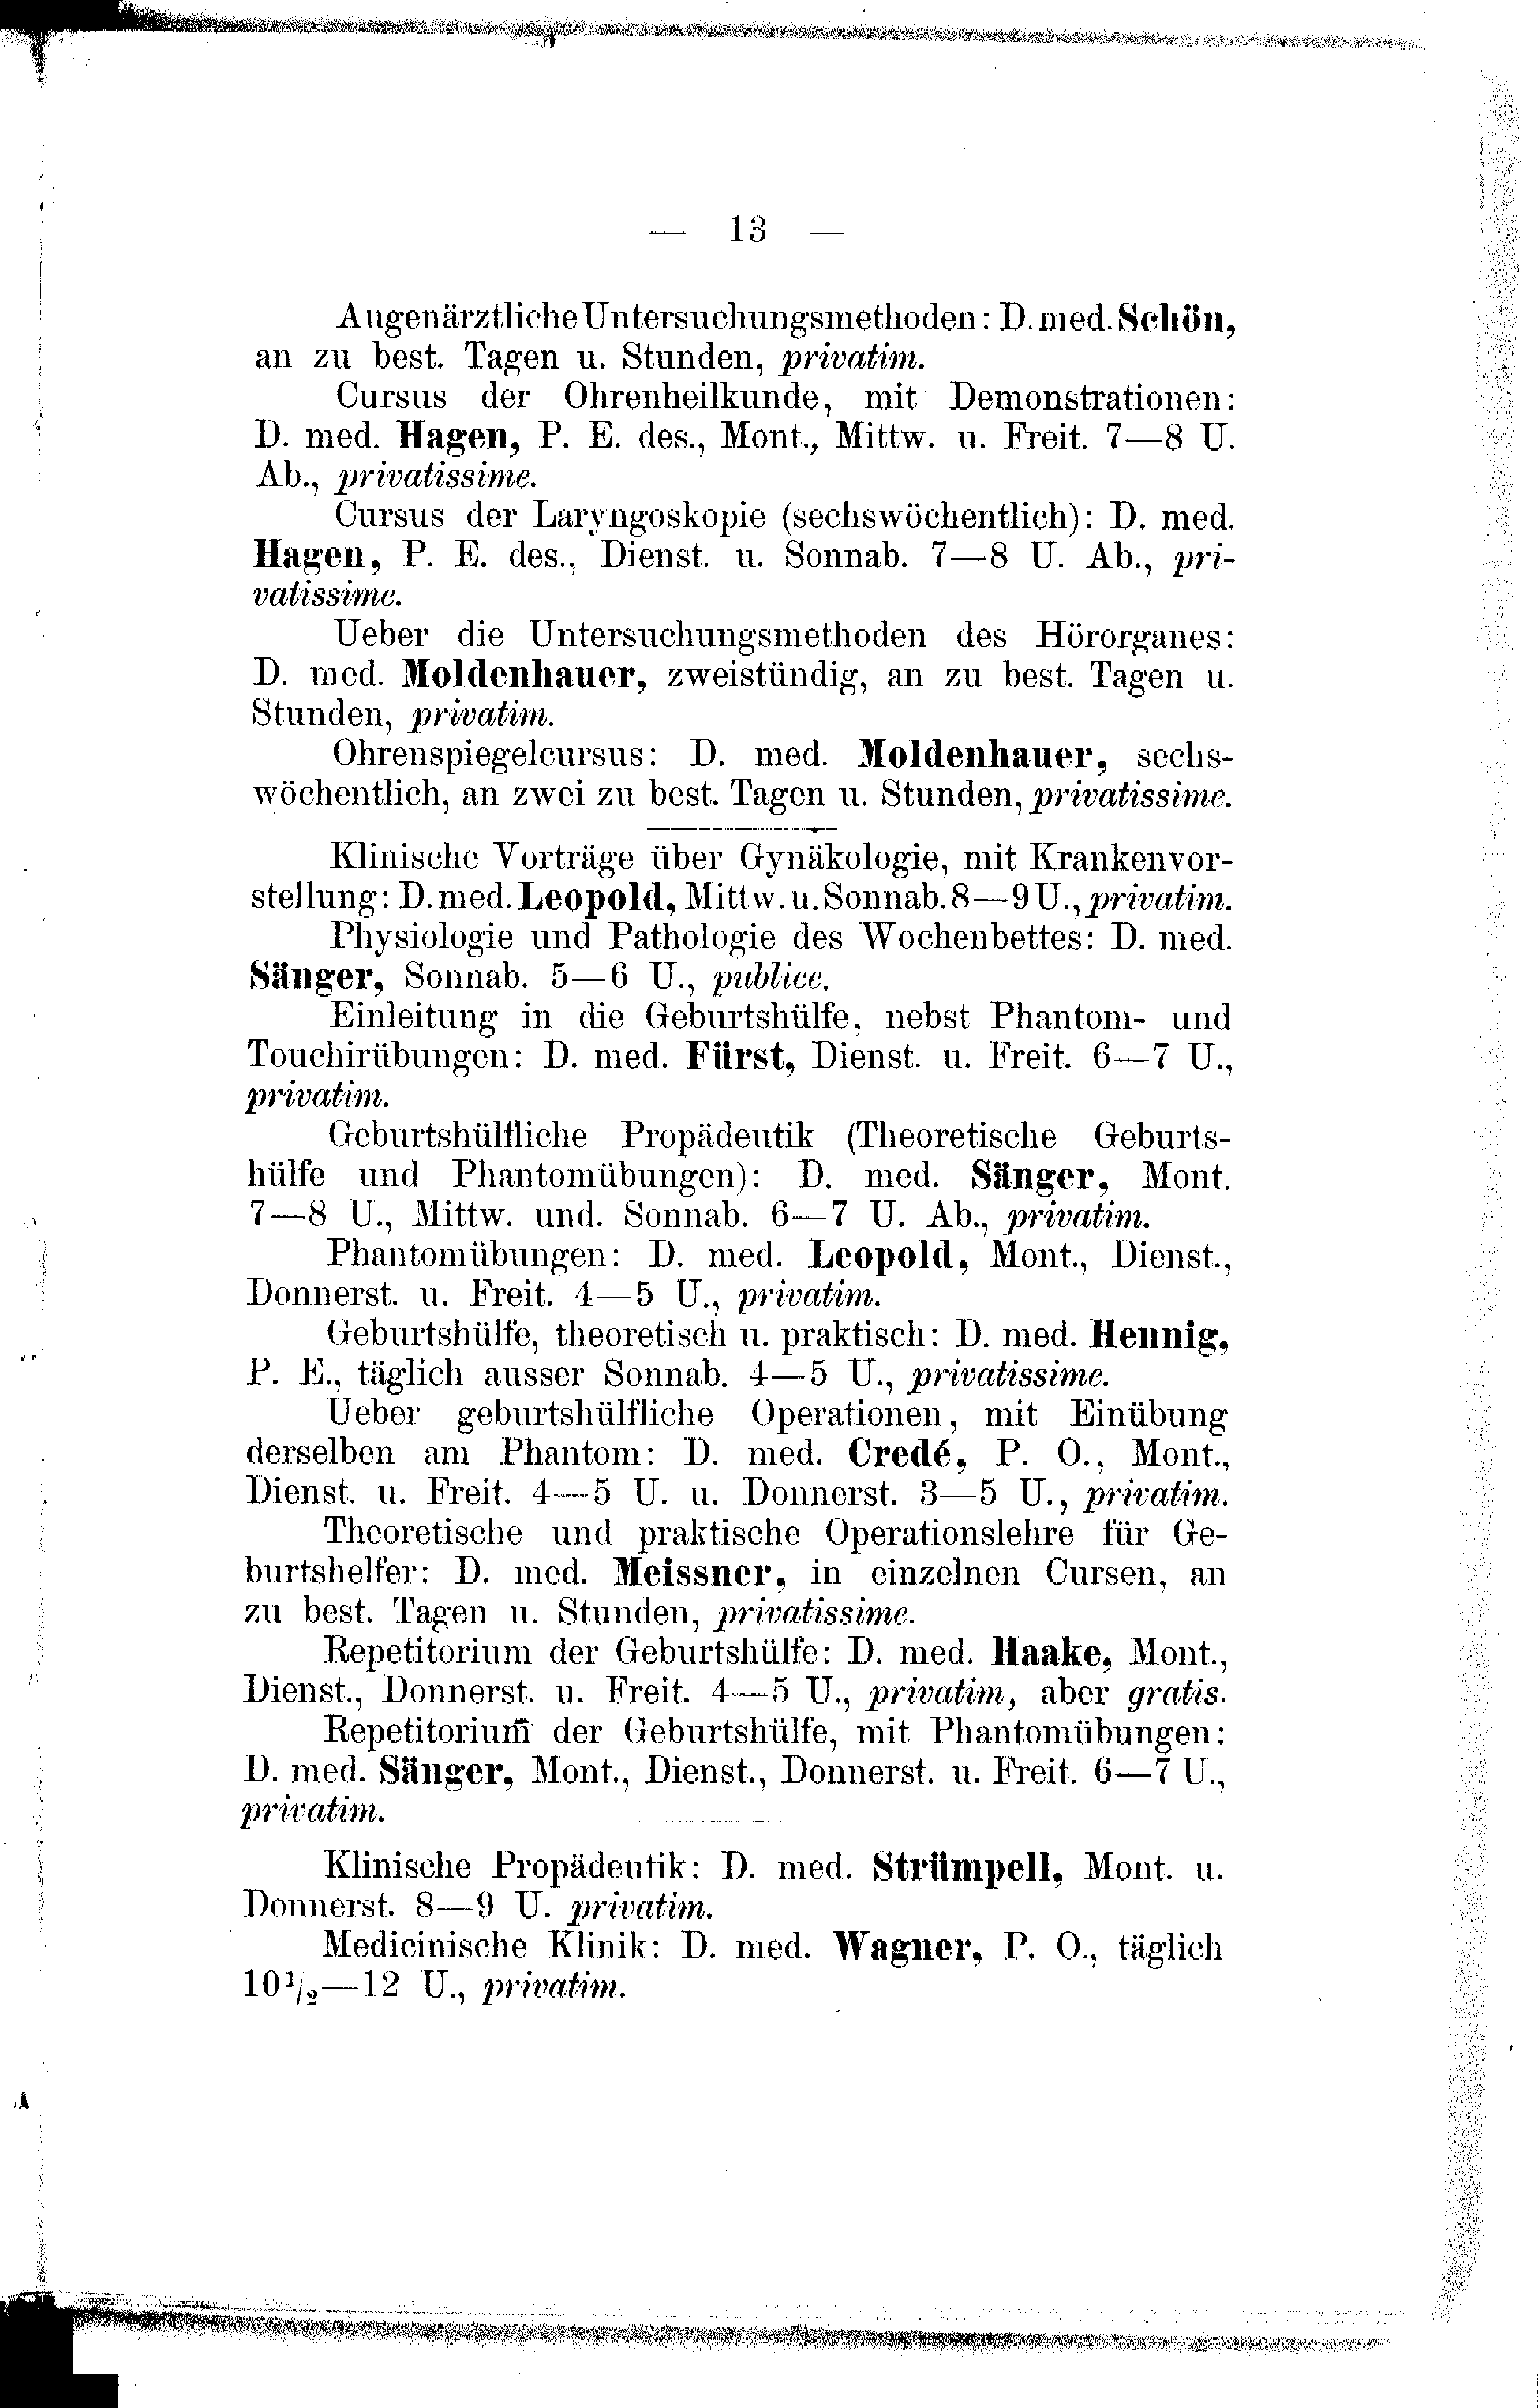 — 13 —
Augenärztliche Untersuchungsmethoden: D. med. Schön,
an zu best. Tagen u. Stunden, privatim.
Cursus der Ohrenheilkunde, mit Demonstrationen:
D. med. Hagen, P. E. des., Mont., Mittw. u. Freit. 7—8 U.
Ab., privatissime.
Cursus der Laryngoskopie (sechswöchentlich): D. med.
Hagen, P. E. des., Dienst. u. Sonnab. 7—8 U. Ab., pri-
vatissime.
Ueber die Untersuchungsmethoden des Hörorganes:
D. med. Moldenhauer, zweistündig, an zu best. Tagen u.
Stunden, privatim.
Ohrenspiegelcursus: D. med. Moldenhauer, sechs-
wöchentlich, an zwei zu best. Tagen u. Stunden, privatissime.
Klinische Vorträge über Gynäkologie, mit Krankenvor-
stellung: D. med. Leopold, Mittw. u. Sonnab. 8—9 U., privatim.
Physiologie und Pathologie des Wochenbettes: D. med.
Sänger, Sonnab. 5—6 U., publice.
Einleitung in die Geburtshülfe, nebst Phantom- und
Touchirübungen: D. med. Fürst, Dienst. u. Freit. 6—7 U.,
privatim.
Geburtshülfliche Propädeutik (Theoretische Geburts-
hülfe und Phantomübungen): D. med. Sänger, Mont.
7—8 U., Mittw. und. Sonnab. 6—7 U. Ab., privatim.
Phantomübungen: D. med. Leopold, Mont., Dienst.,
Donnerst. u. Freit. 4—5 U., privatim.
Geburtshülfe, theoretisch u. praktisch: D. med. Hennig,
P. E., täglich ausser Sonnab. 4—5 U., privatissime.
Ueber geburtshülfliche Operationen, mit Einübung
derselben am Phantom: D. med. Credé, P. O., Mont.,
Dienst. u. Freit. 4—5 U. u. Donnerst. 3—5 U., privatim.
Theoretische und praktische Operationslehre für Ge-
burtshelfer: D. med. Meissner, in einzelnen Cursen, an
zu best. Tagen u. Stunden, privatissime.
Repetitorium der Geburtshülfe: D. med. Haake, Mont.,
Dienst., Donnerst. u. Freit. 4—5 U., privatim, aber gratis.
Repetitorium der Geburtshülfe, mit Phantomübungen:
D. med. Sänger, Mont., Dienst., Donnerst. u. Freit. 6—7 U.,
privatim.
Klinische Propädeutik: D. med. Strümpell, Mont. u.
Donnerst. 8—9 U. privatim.
Medicinische Klinik: D. med. Wagner, P. O., täglich
10 1/2—12 U., privatim.